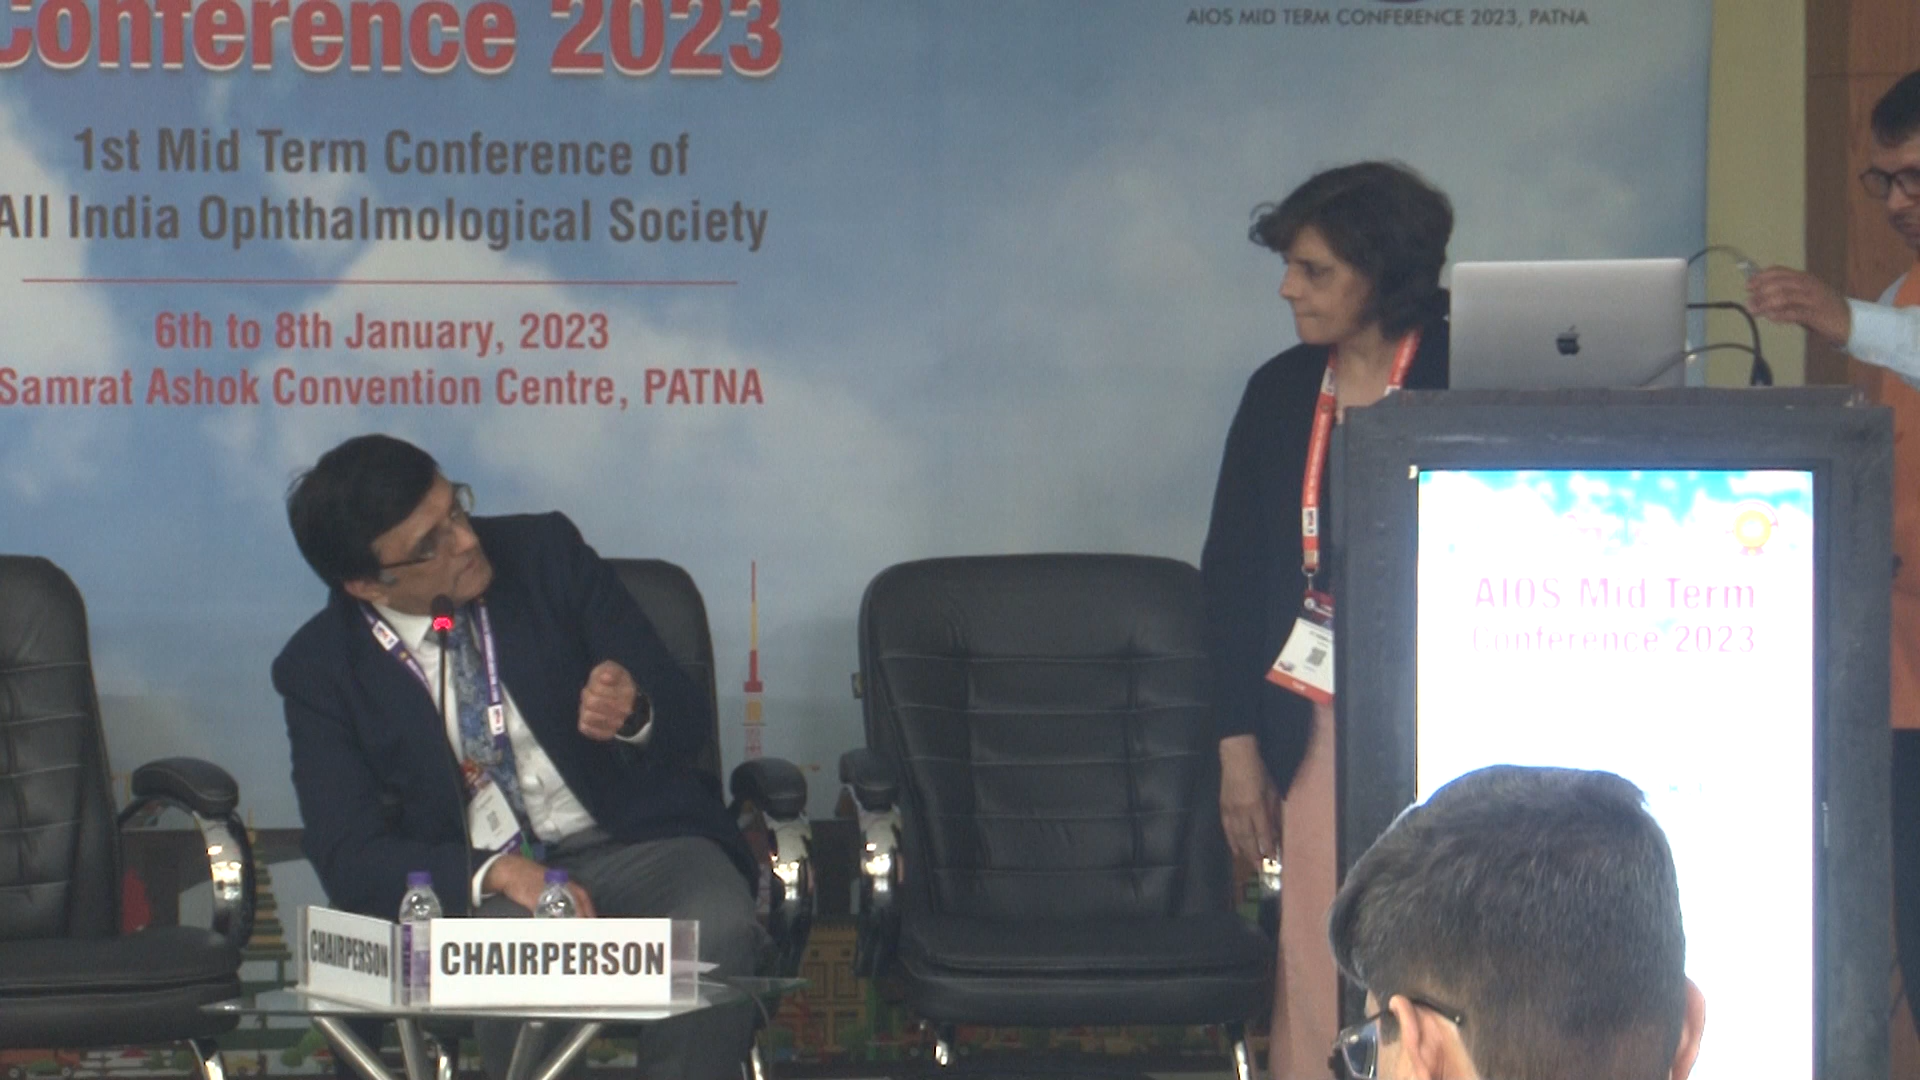 Conference 2023
AIOS MID TERM CONFERENCE 2023, PATNA
1st Mid Term Conference of
All India Ophthalmological Society
6th to 8th January, 2023
Samrat Ashok Convention Centre, PATNA
AIOS Mid Term
Conference 2023
CHAIRPERSON
CHAIRPERSON